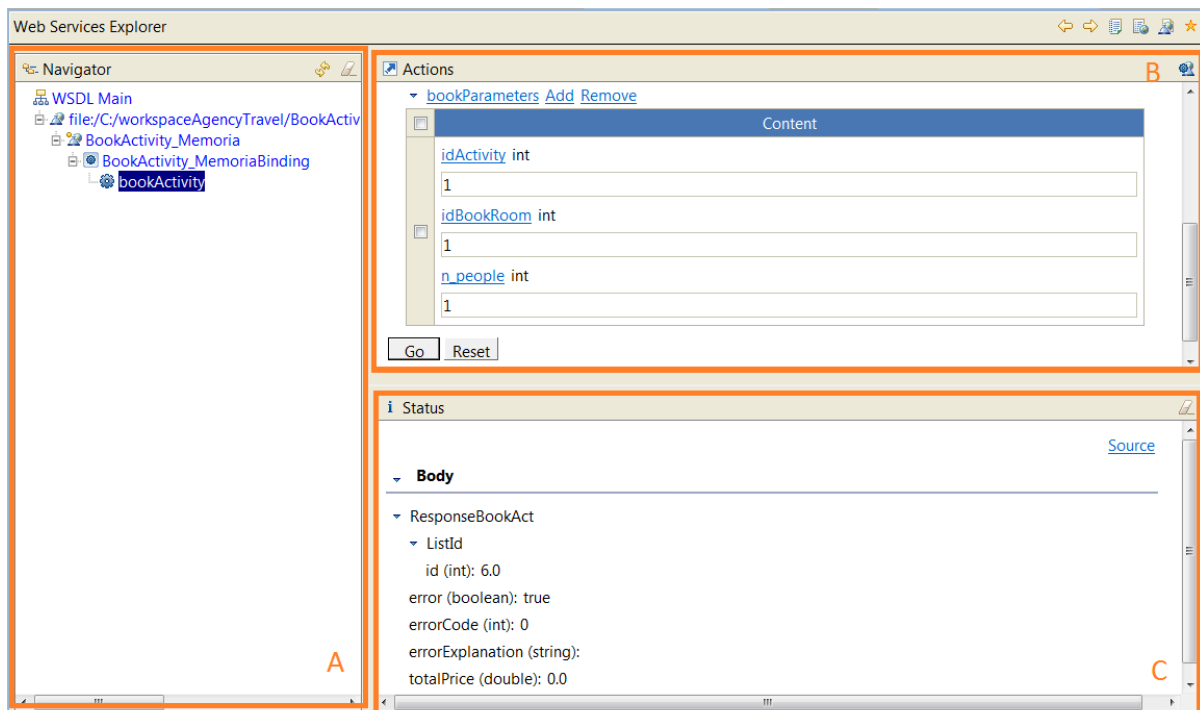 Web Services Explorer
Navigator
WSDL Main
file:/C:/workspaceAgencyTravel/BookActiv
BookActivity_Memoria
BookActivity_MemoriaBinding
bookActivity
A
Actions
B
bookParameters Add Remove
Content
idActivity int
1
idBookRoom int
1
n_people int
1
Go Reset
i Status
Source
Body
ResponseBookAct
ListId
id (int): 6.0
error (boolean): true
errorCode (int): 0
errorExplanation (string):
totalPrice (double): 0.0
C